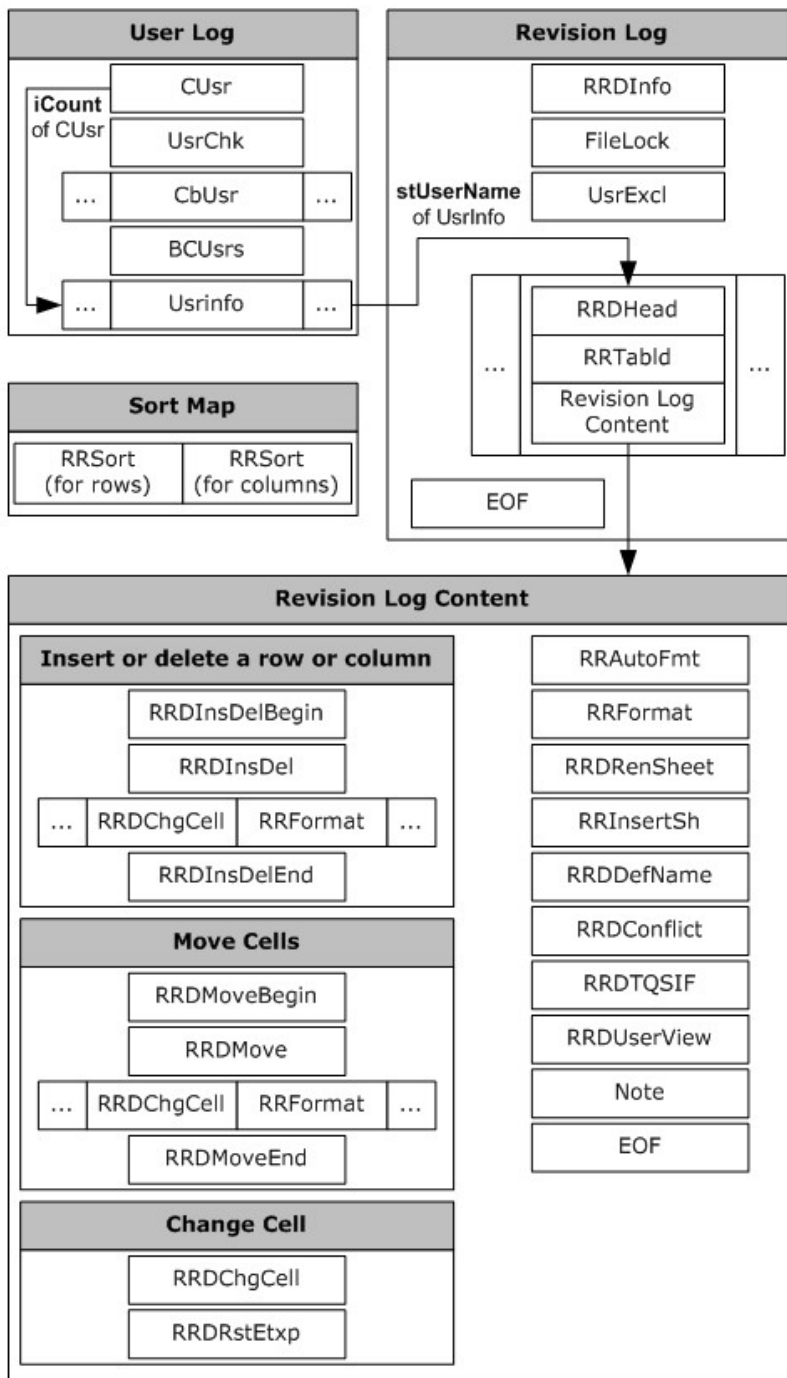 User Log
iCount
of CUsr
CUsr
UsrChk
... CbUsr ...
BCUsrs
... Usrinfo ...
Revision Log
RRDInfo
FileLock
UsrExcl
stUserName
of UsrInfo
RRDHead
RRTabId
Revision Log
Content
...
...
EOF
Sort Map
RRSort
(for rows)
RRSort
(for columns)
Revision Log Content
Insert or delete a row or column
RRDInsDelBegin
RRDInsDel
... RRDChgCell RRFormat ...
RRDInsDelEnd
Move Cells
RRDMoveBegin
RRDMove
... RRDChgCell RRFormat ...
RRDMoveEnd
Change Cell
RRDChgCell
RRDRstEtxp
RRAutoFmt
RRFormat
RRDRenSheet
RRInsertSh
RRDDefName
RRDConflict
RRDTQSIF
RRDUserView
Note
EOF